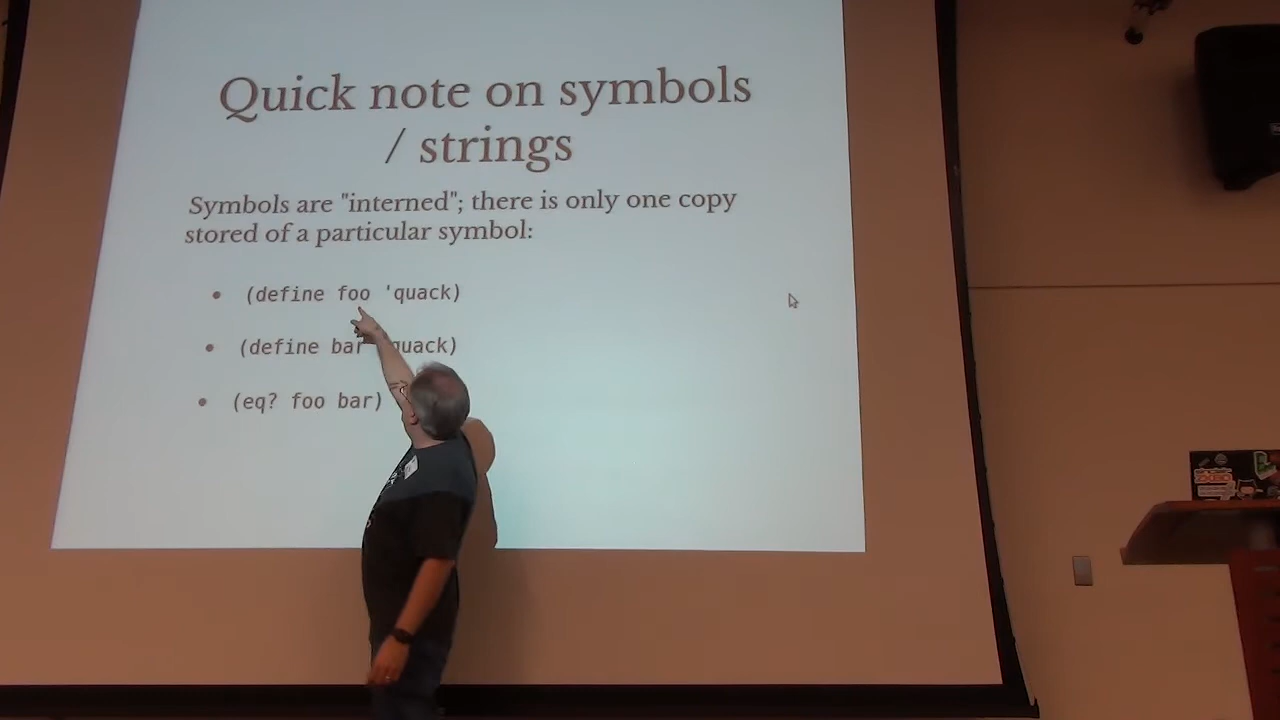 Quick note on symbols
/ strings
Symbols are "interned"; there is only one copy
stored of a particular symbol:
• (define foo 'quack)
• (define bar quack)
• (eq? foo bar)